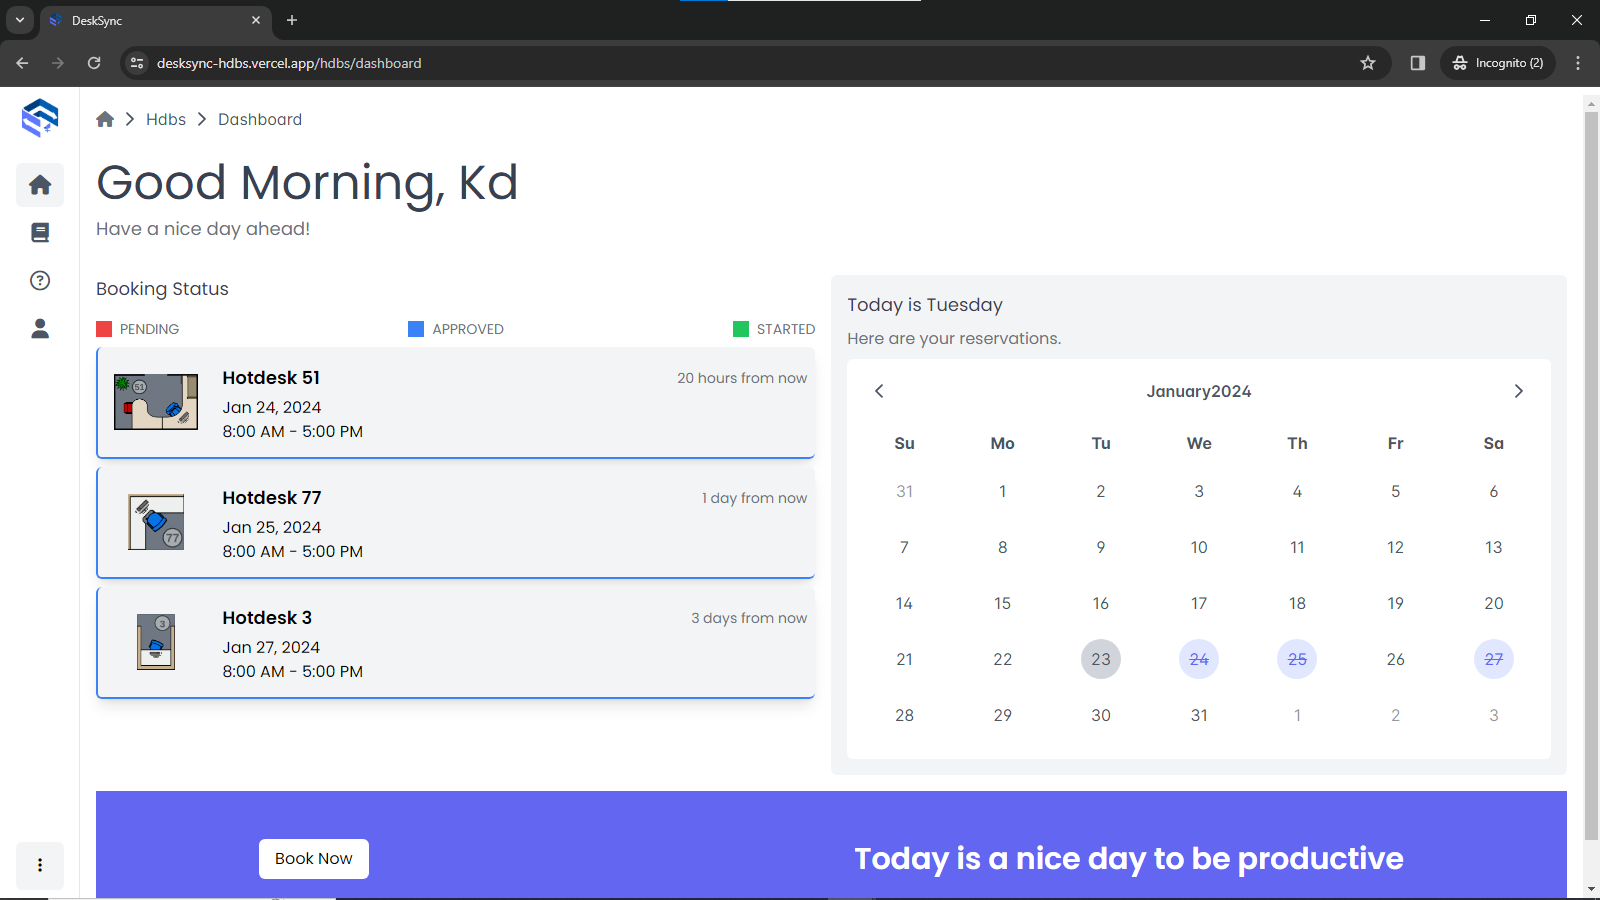 DeskSync
desksync-hdbs.vercel.app/hdbs/dashboard
Incognito (2)
Hdbs
Dashboard
Good Morning, Kd
Have a nice day ahead!
Booking Status
PENDING
APPROVED
STARTED
51
Hotdesk 51
20 hours from now
Jan 24, 2024
8:00 AM - 5:00 PM
77
Hotdesk 77
1 day from now
Jan 25, 2024
8:00 AM - 5:00 PM
3
Hotdesk 3
3 days from now
Jan 27, 2024
8:00 AM - 5:00 PM
Today is Tuesday
Here are your reservations.
January2024
Su Mo Tu We Th Fr Sa
31 1 2 3 4 5 6
7 8 9 10 11 12 13
14 15 16 17 18 19 20
21 22 23 24 25 26 27
28 29 30 31 1 2 3
Book Now
Today is a nice day to be productive